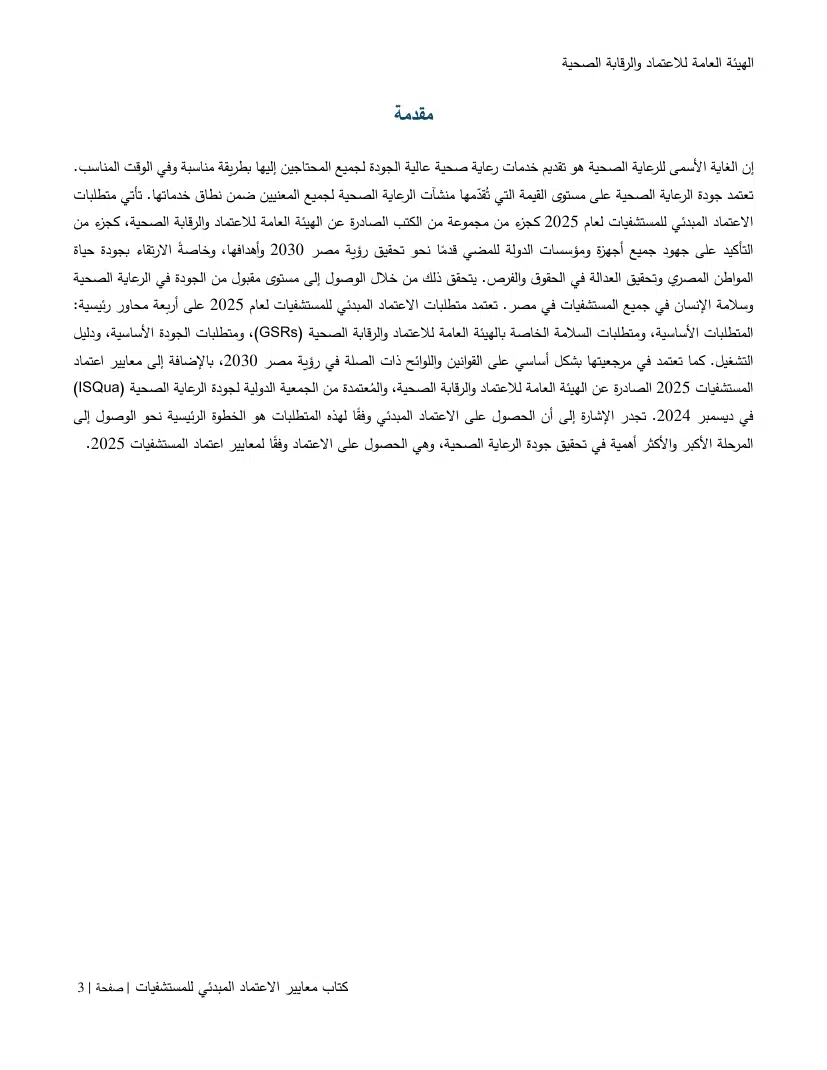 الهيئة العامة للاعتماد والرقابة الصحية
مقدمة
إن الغاية الأسمى للرعاية الصحية هو تقديم خدمات رعاية صحية عالية الجودة لجميع المحتاجين إليها بطريقة مناسبة وفي الوقت المناسب.
تعتمد جودة الرعاية الصحية على مستوى القيمة التي تُقدّمها منشآت الرعاية الصحية لجميع المعنيين ضمن نطاق خدماتها. تأتي متطلبات
الاعتماد المبدئي للمستشفيات لعام 2025 كجزء من مجموعة من الكتب الصادرة عن الهيئة العامة للاعتماد والرقابة الصحية، كجزء من
التأكيد على جهود جميع أجهزة ومؤسسات الدولة للمضي قدمًا نحو تحقيق رؤية مصر 2030 وأهدافها، وخاصةً الارتقاء بجودة حياة
المواطن المصري وتحقيق العدالة في الحقوق والفرص. يتحقق ذلك من خلال الوصول إلى مستوى مقبول من الجودة في الرعاية الصحية
وسلامة الإنسان في جميع المستشفيات في مصر. تعتمد متطلبات الاعتماد المبدئي للمستشفيات لعام 2025 على أربعة محاور رئيسية:
المتطلبات الأساسية، ومتطلبات السلامة الخاصة بالهيئة العامة للاعتماد والرقابة الصحية (GSRs)، ومتطلبات الجودة الأساسية، ودليل
التشغيل. كما تعتمد في مرجعيتها بشكل أساسي على القوانين واللوائح ذات الصلة في رؤية مصر 2030، بالإضافة إلى معايير اعتماد
المستشفيات 2025 الصادرة عن الهيئة العامة للاعتماد والرقابة الصحية، والمُعتمدة من الجمعية الدولية لجودة الرعاية الصحية (ISQua)
في ديسمبر 2024. تجدر الإشارة إلى أن الحصول على الاعتماد المبدئي وفقًا لهذه المتطلبات هو الخطوة الرئيسية نحو الوصول إلى
المرحلة الأكبر والأكثر أهمية في تحقيق جودة الرعاية الصحية، وهي الحصول على الاعتماد وفقًا لمعايير اعتماد المستشفيات 2025.
كتاب معايير الاعتماد المبدئي للمستشفيات | صفحة | 3